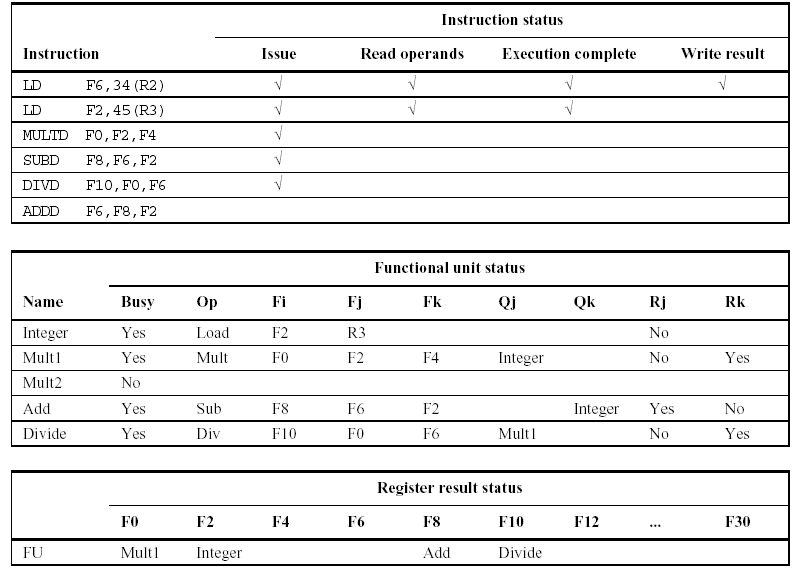 Instruction status
Instruction Issue Read operands Execution complete Write result
LD F6,34(R2) √ √ √ √
LD F2,45(R3) √ √ √
MULTD F0,F2,F4 √
SUBD F8,F6,F2 √
DIVD F10,F0,F6 √
ADDD F6,F8,F2
Functional unit status
Name Busy Op Fi Fj Fk Qj Qk Rj Rk
Integer Yes Load F2 R3 No
Mult1 Yes Mult F0 F2 F4 Integer No Yes
Mult2 No
Add Yes Sub F8 F6 F2 Integer Yes No
Divide Yes Div F10 F0 F6 Mult1 No Yes
Register result status
F0 F2 F4 F6 F8 F10 F12 ... F30
FU Mult1 Integer Add Divide